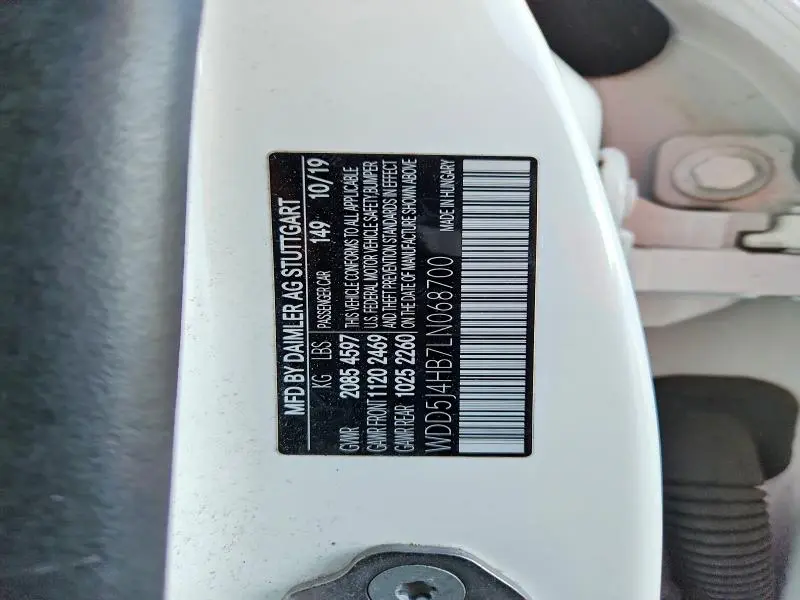 MFD BY DAIMLER AG STUTTGART
KG LBS PASSENGER CAR 149 10/19
GVWR 2085 4597 THIS VEHICLE CONFORMS TO ALL APPLICABLE
GAWR FRONT 1120 2469 U.S. FEDERAL MOTOR VEHICLE SAFETY, BUMPER
GAWR REAR 1025 2260 AND THEFT PREVENTION STANDARDS IN EFFECT
ON THE DATE OF MANUFACTURE SHOWN ABOVE
WDD5J4HB7LN068700 MADE IN HUNGARY